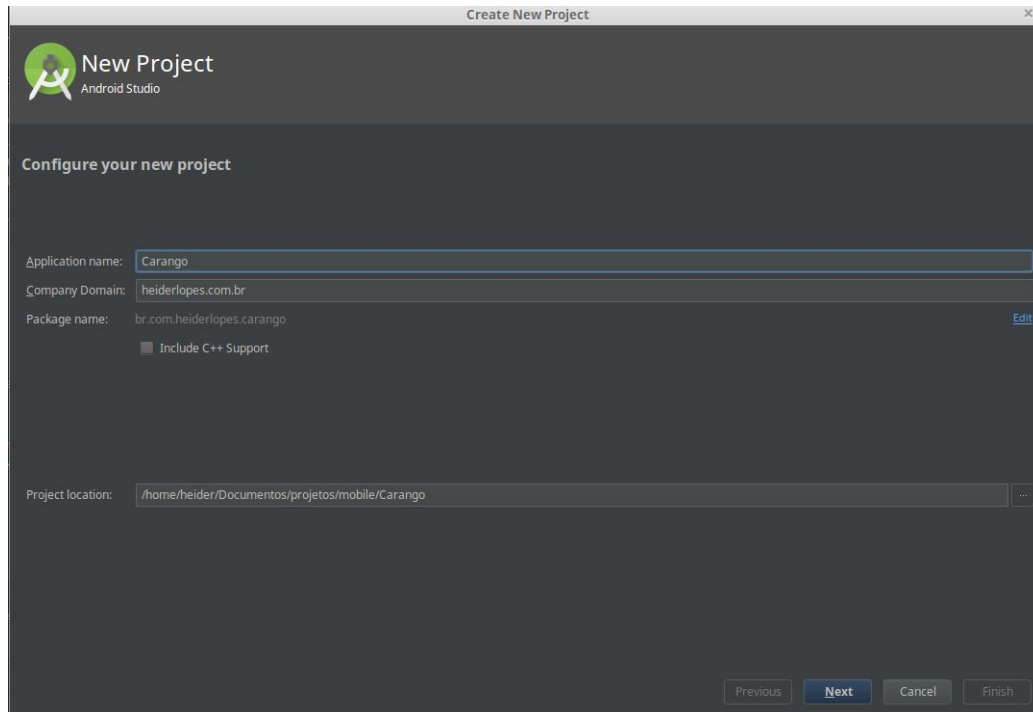 Create New Project
New Project
Android Studio
Configure your new project
Application name: Carango
Company Domain: heiderlopes.com.br
Package name: br.com.heiderlopes.carango Edit
Include C++ Support
Project location: /home/heider/Documentos/projetos/mobile/Carango ...
Previous Next Cancel Finish